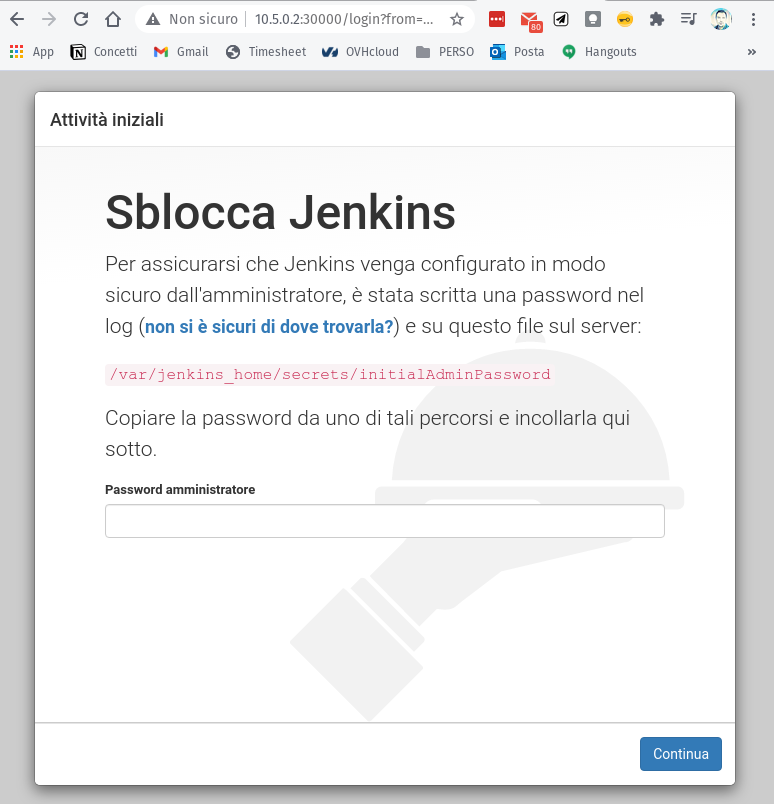 Non sicuro 10.5.0.2:30000/login?from=...
80
App Concetti Gmail Timesheet OVHcloud PERSO Posta Hangouts »
Attività iniziali
Sblocca Jenkins
Per assicurarsi che Jenkins venga configurato in modo
sicuro dall'amministratore, è stata scritta una password nel
log (non si è sicuri di dove trovarla?) e su questo file sul server:
/var/jenkins_home/secrets/initialAdminPassword
Copiare la password da uno di tali percorsi e incollarla qui
sotto.
Password amministratore
Continua